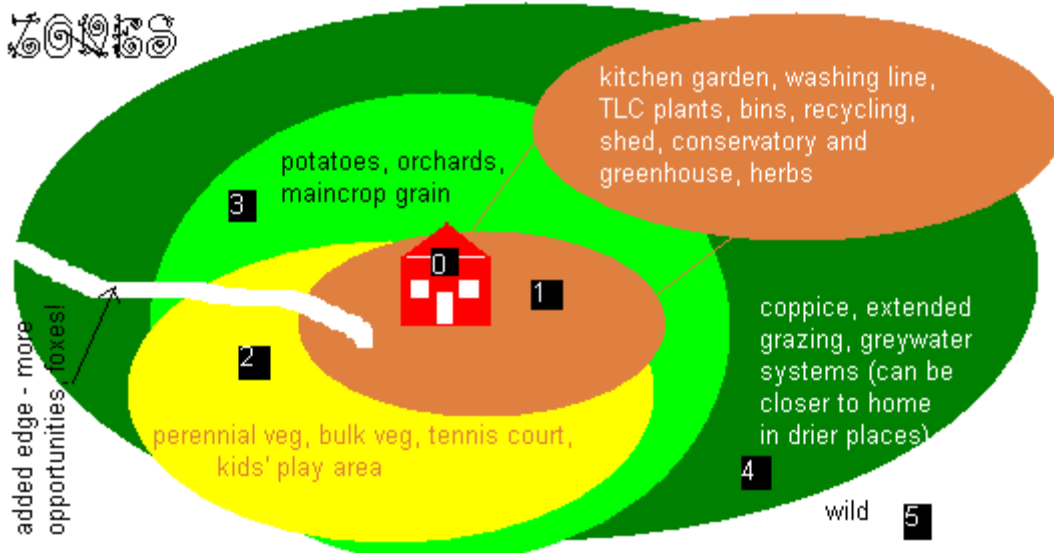 ZONES
kitchen garden, washing line,
TLC plants, bins, recycling,
shed, conservatory and
greenhouse, herbs
potatoes, orchards,
maincrop grain
3
0
1
2
perennial veg, bulk veg, tennis court,
kids' play area
coppice, extended
grazing, greywater
systems (can be
closer to home
in drier places)
4
wild
5
added edge - more
opportunities, foxes!